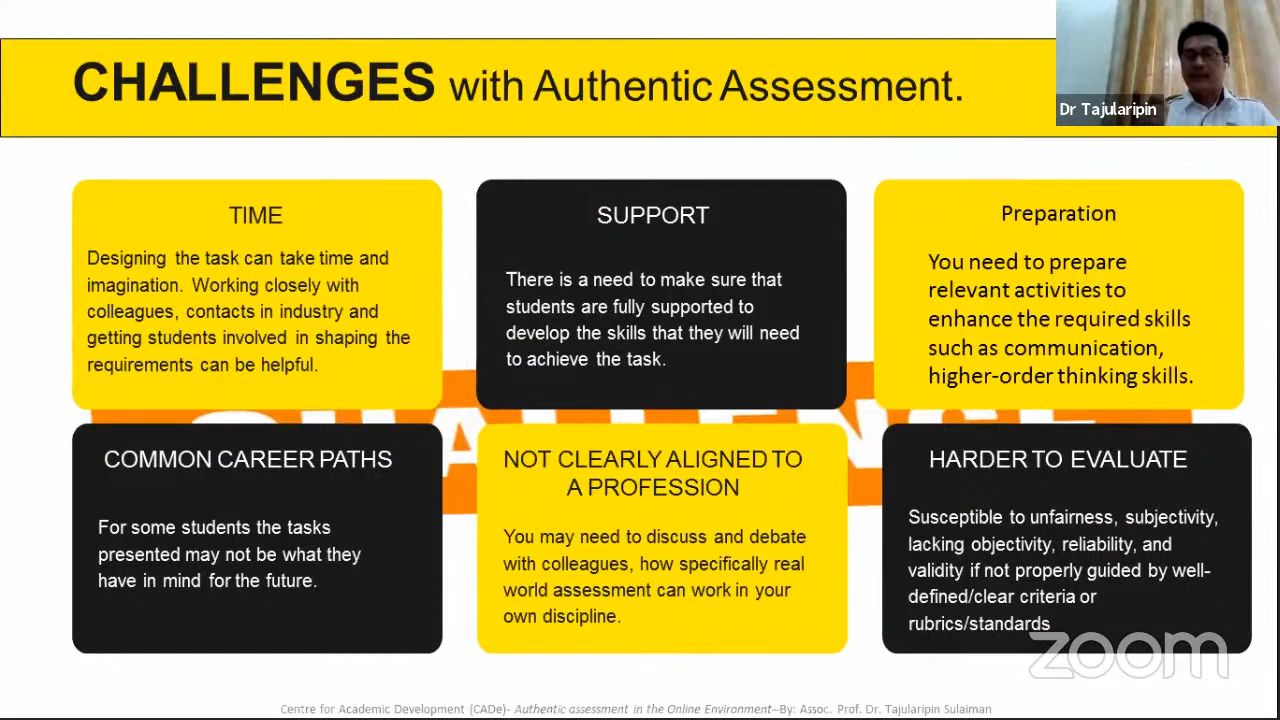 CHALLENGES with Authentic Assessment.
Dr Tajularipin
TIME
Designing the task can take time and
imagination. Working closely with
colleagues, contacts in industry and
getting students involved in shaping the
requirements can be helpful.
SUPPORT
There is a need to make sure that
students are fully supported to
develop the skills that they will need
to achieve the task.
Preparation
You need to prepare
relevant activities to
enhance the required skills
such as communication,
higher-order thinking skills.
COMMON CAREER PATHS
For some students the tasks
presented may not be what they
have in mind for the future.
NOT CLEARLY ALIGNED TO
A PROFESSION
You may need to discuss and debate
with colleagues, how specifically real
world assessment can work in your
own discipline.
HARDER TO EVALUATE
Susceptible to unfairness, subjectivity,
lacking objectivity, reliability, and
validity if not properly guided by well-
defined/clear criteria or
rubrics/standards
zoom
Centre for Academic Development (CADe)- Authentic assessment in the Online Environment--By: Assoc. Prof. Dr. Tajularipin Sulaiman